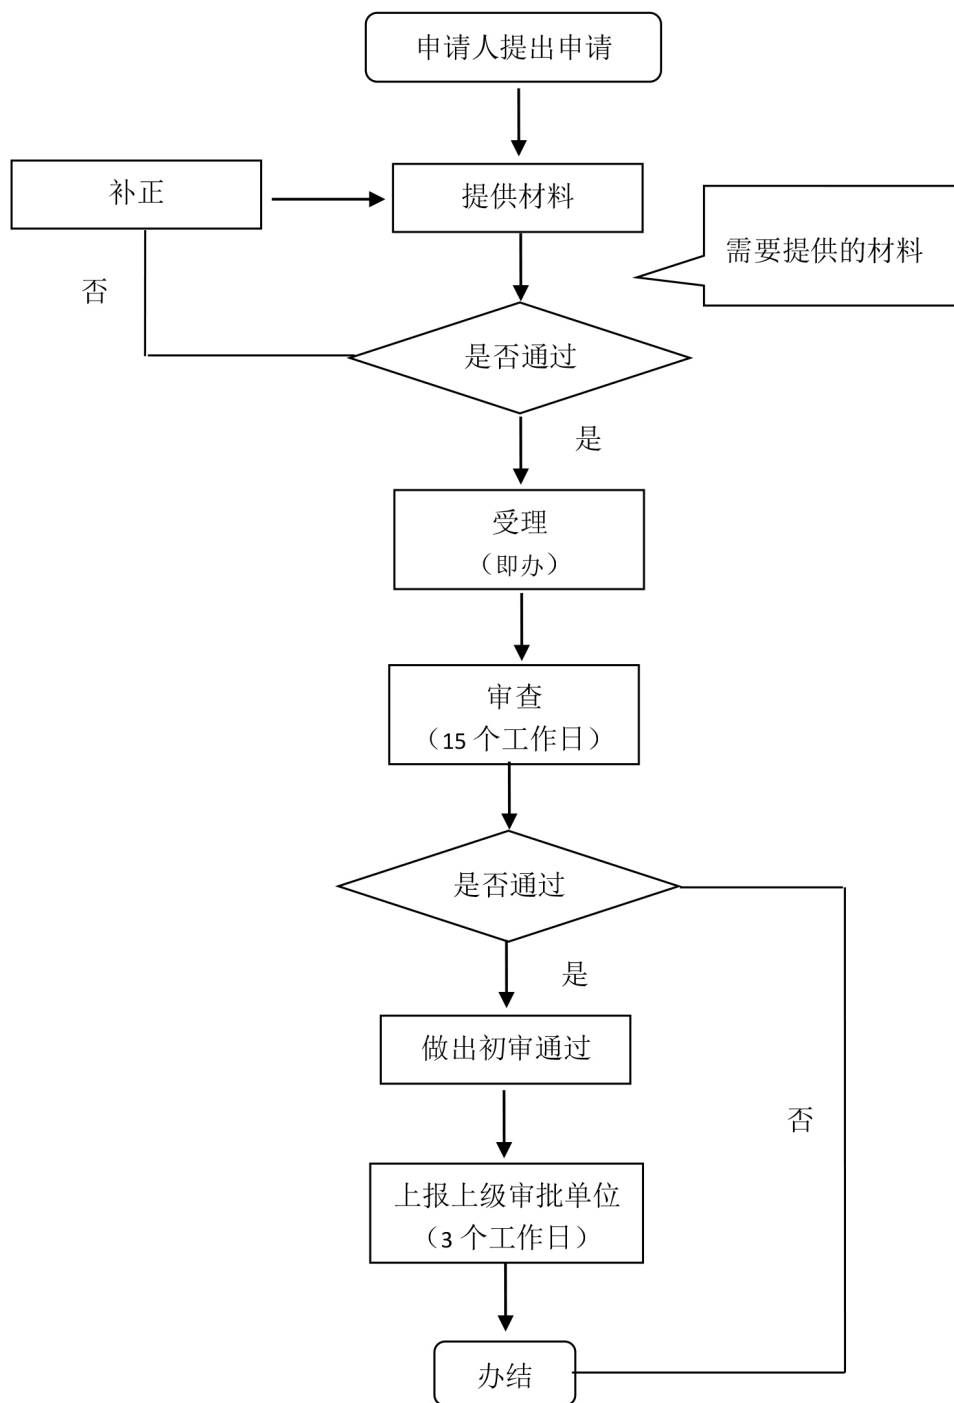 申请人提出申请
补正
提供材料
需要提供的材料
否
是否通过
是
受理
（即办）
审查
（15 个工作日）
是否通过
是
做出初审通过
否
上报上级审批单位
（3 个工作日）
办结